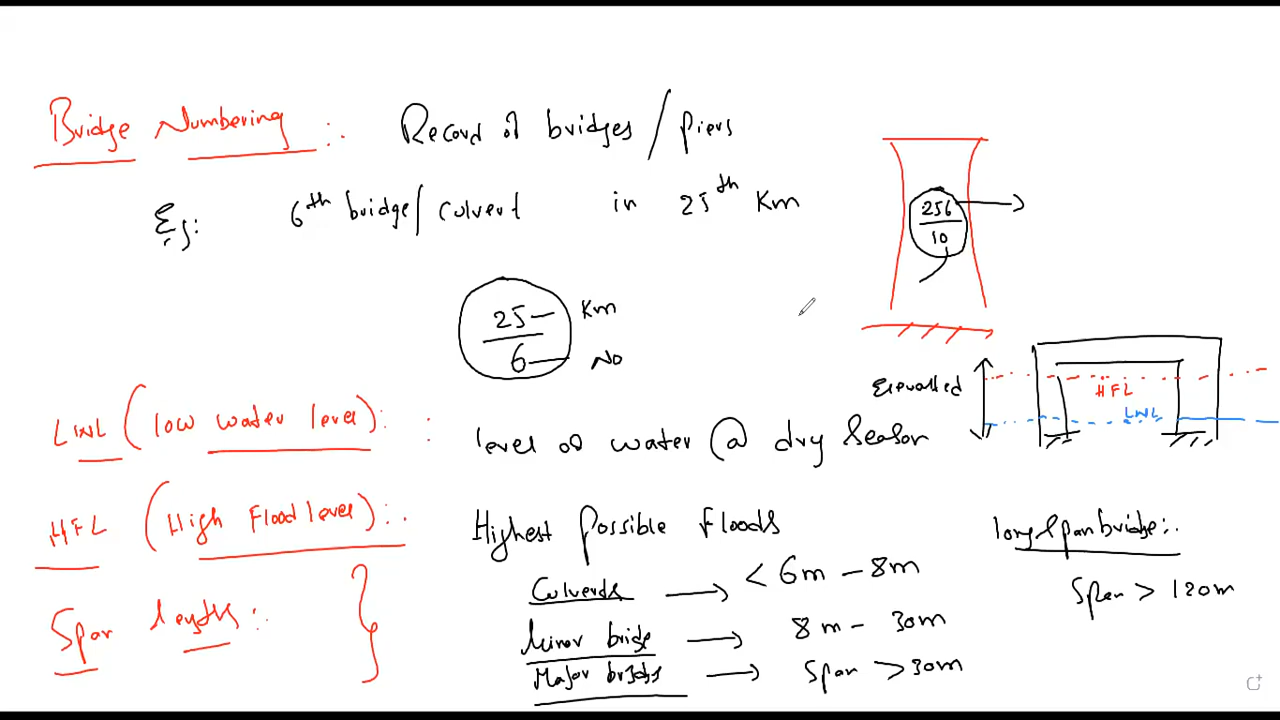 Bridge Numbering :. Record of bridges / piers
Eg: 6th bridge/culvert in 25th Km
256
10
25 — Km
6 — No
Elevated
HFL
LWL
LWL (low water level) : : level of water @ dry Season
HFL (High Flood level) :. Highest possible floods
long Span bridge :.
Span > 120m
Span lengths :
Culverts → < 6m – 8m
Minor bridge → 8m – 30m
Major bridges → Span > 30m